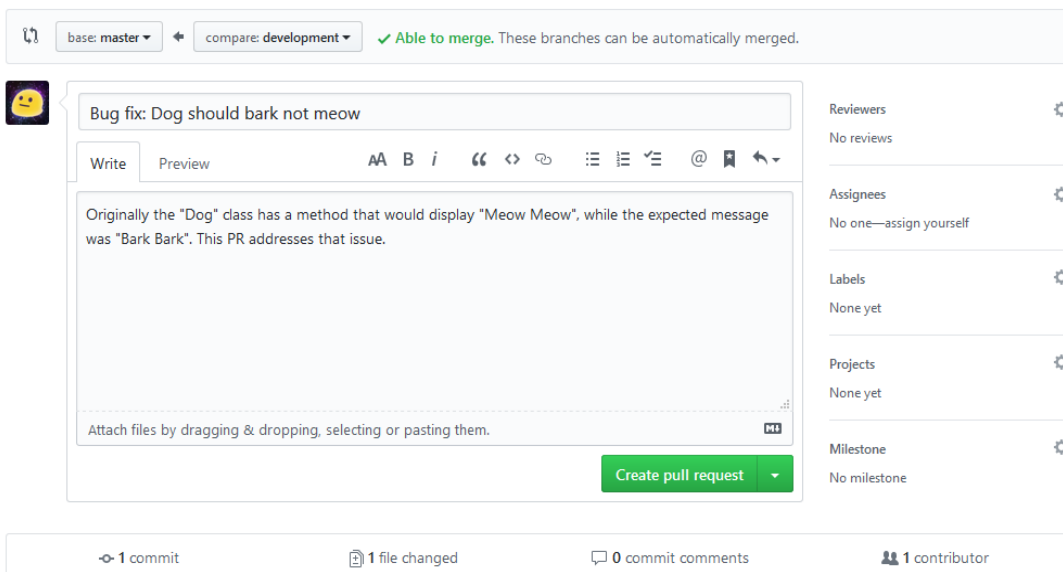 base: master compare: development Able to merge. These branches can be automatically merged.
Bug fix: Dog should bark not meow
Write Preview AA B i
Originally the "Dog" class has a method that would display "Meow Meow", while the expected message
was "Bark Bark". This PR addresses that issue.
Attach files by dragging & dropping, selecting or pasting them.
Create pull request
Reviewers
No reviews
Assignees
No one—assign yourself
Labels
None yet
Projects
None yet
Milestone
No milestone
1 commit 1 file changed 0 commit comments 1 contributor